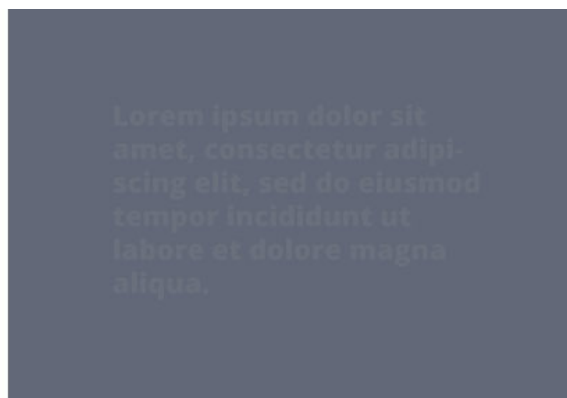 Lorem ipsum dolor sit
amet, consectetur adipi-
scing elit, sed do eiusmod
tempor incididunt ut
labore et dolore magna
aliqua.